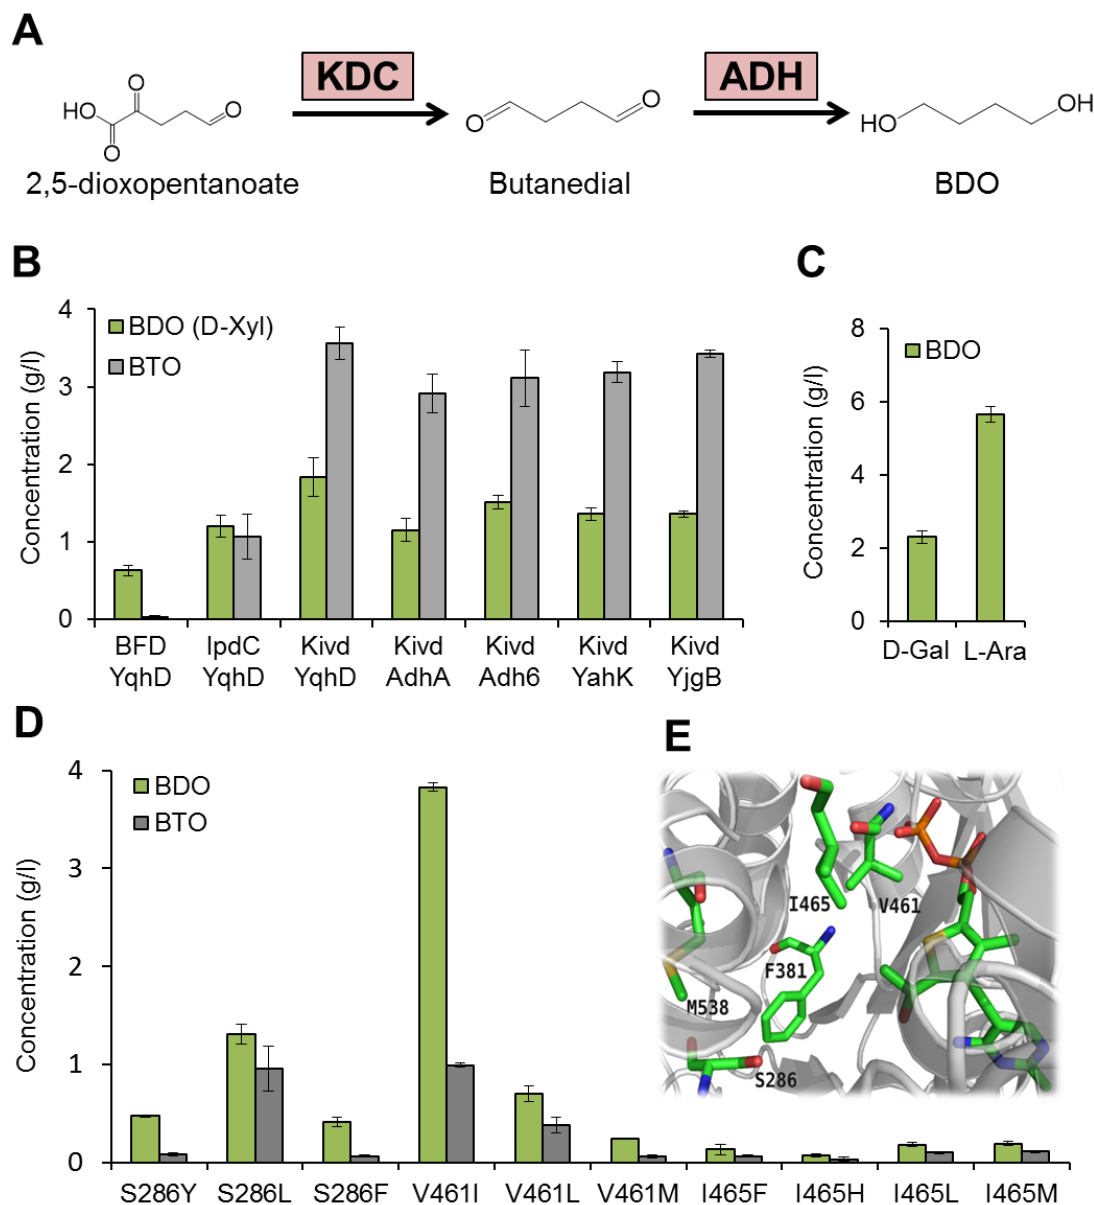 A
KDC
ADH
HO
O
O
O
O
O
HO
OH
2,5-dioxopentanoate
Butanedial
BDO
B
C
Concentration (g/l)
4
3
2
1
0
BDO (D-Xyl)
BTO
BFD IpdC Kivd Kivd Kivd Kivd Kivd
YqhD YqhD YqhD AdhA Adh6 YahK YjgB
Concentration (g/l)
8
6
4
2
0
BDO
D-Gal L-Ara
D
E
Concentration (g/l)
4
3
2
1
0
BDO
BTO
S286Y S286L S286F V461I V461L V461M I465F I465H I465L I465M
I465
V461
F381
M538
S286